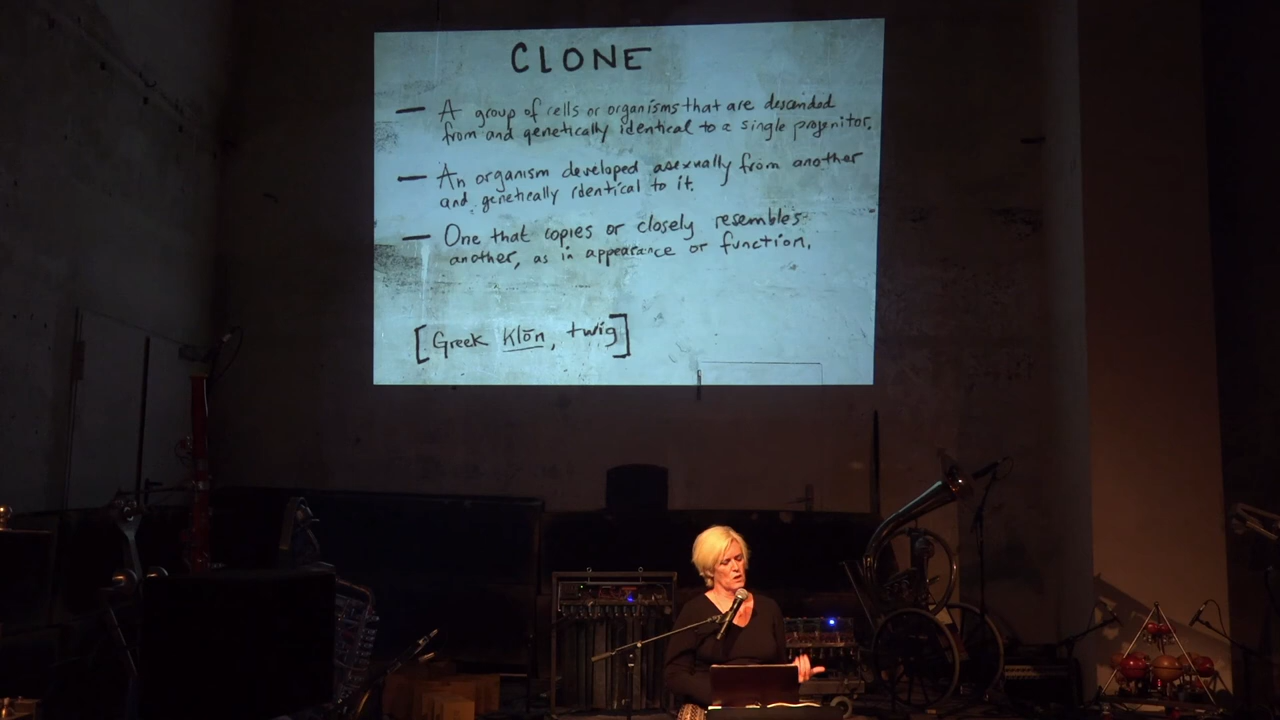 CLONE
— A group of cells or organisms that are descended
from and genetically identical to a single progenitor.
— An organism developed asexually from another
and genetically identical to it.
— One that copies or closely resembles
another, as in appearance or function.
[Greek Klōn, twig]